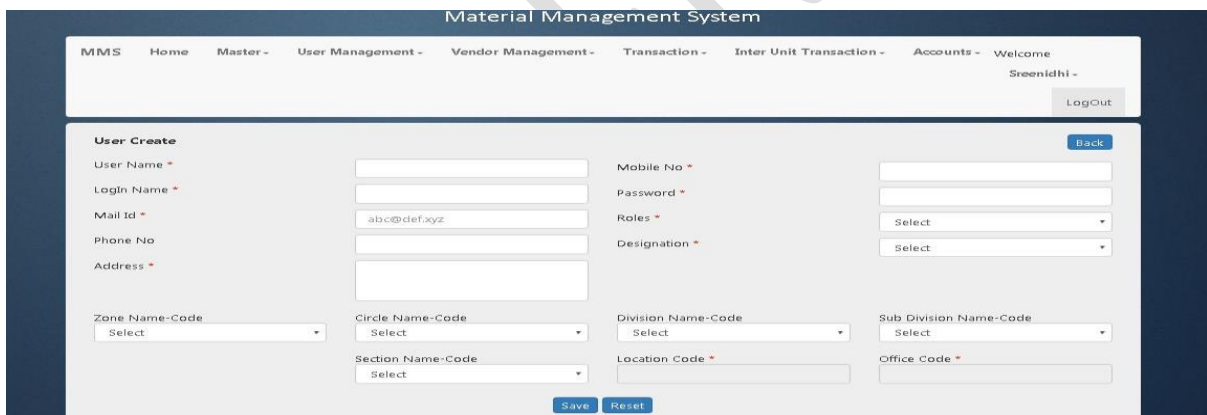 Material Management System
MMS Home Master User Management Vendor Management Transaction Inter Unit Transaction Accounts Welcome
Sreenidhi
LogOut
User Create Back
User Name * Mobile No *
LogIn Name * Password *
Mail Id * abc@def.xyz Roles * Select
Phone No Designation * Select
Address *
Zone Name-Code Circle Name-Code Division Name-Code Sub Division Name-Code
Select Select Select Select
Section Name-Code Location Code * Office Code *
Select
Save Reset